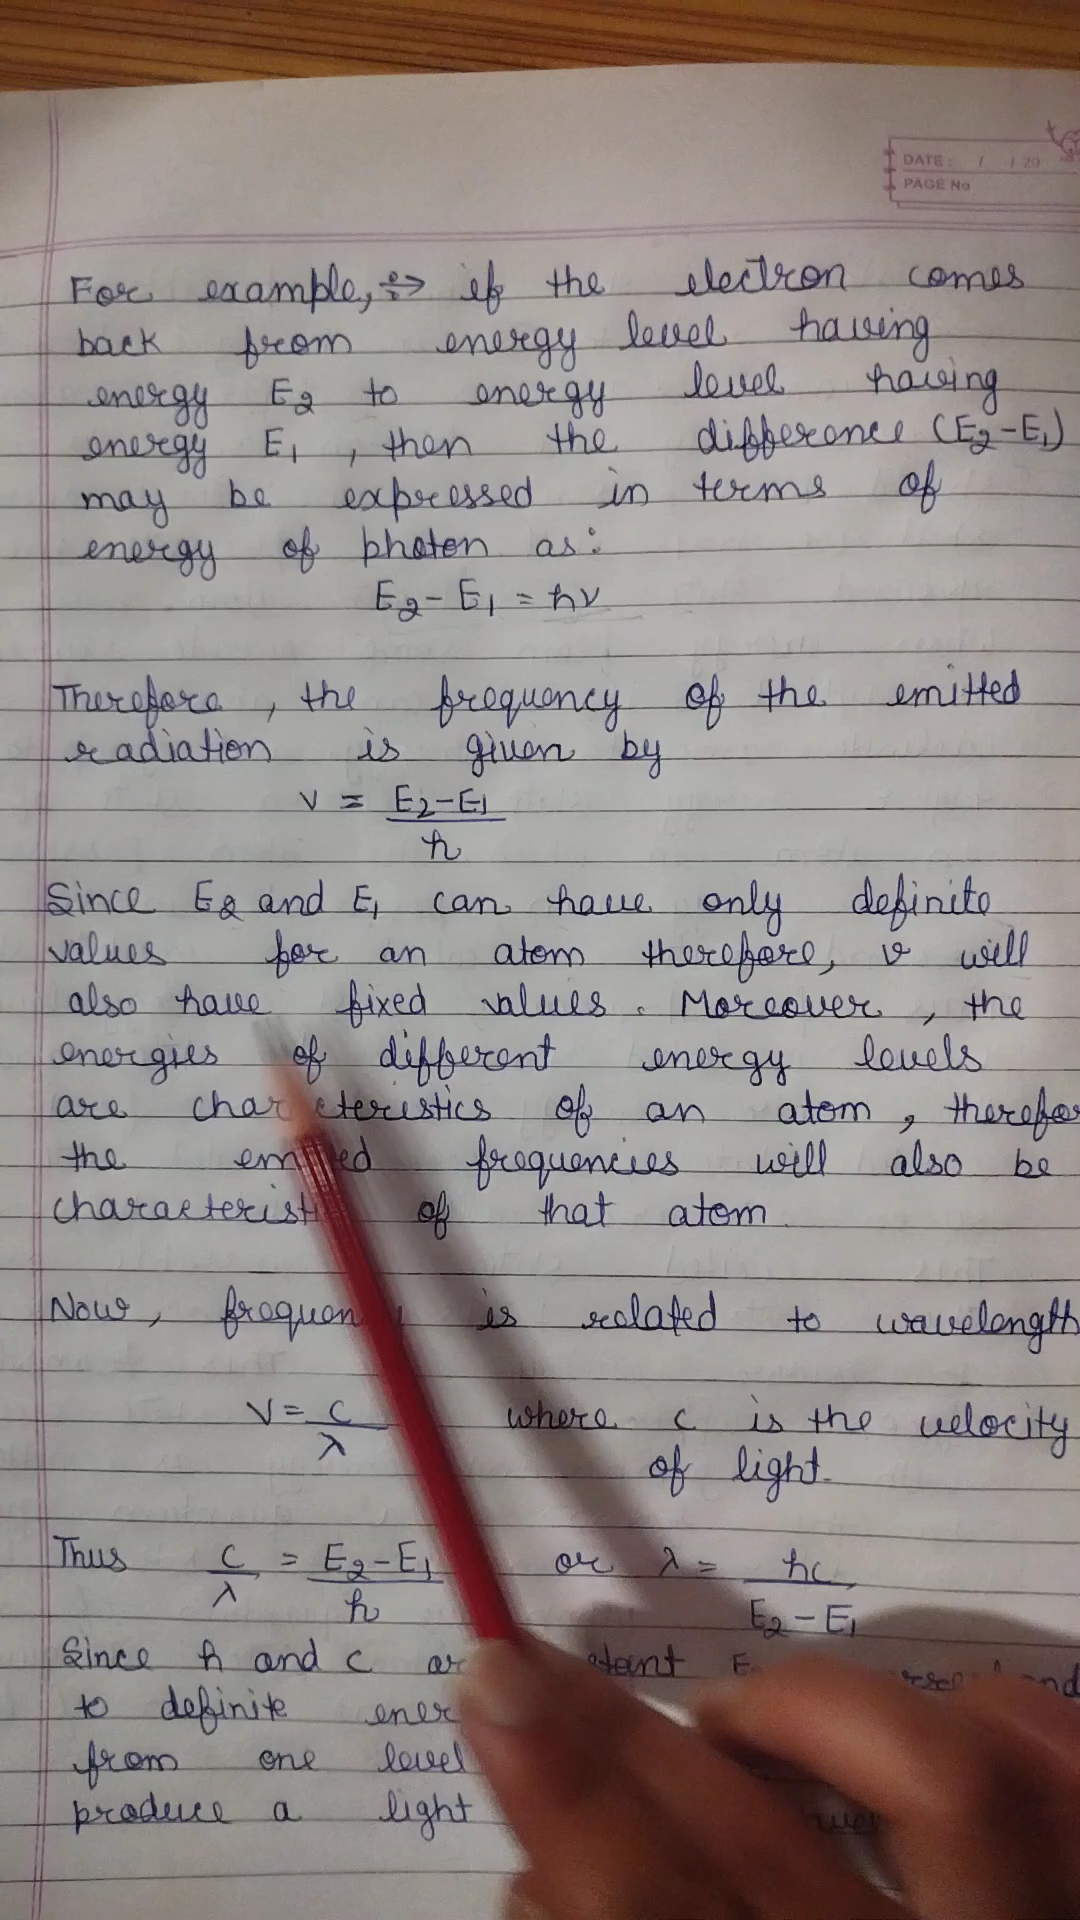 DATE: / / 20
PAGE No
For example, ÷> if the electron comes
back from energy level having
energy E₂ to energy level having
energy E₁, then the difference (E₂-E₁)
may be expressed in terms of
energy of photon as:
E₂ - E₁ = hν
Therefore, the frequency of the emitted
radiation is given by
ν = E₂-E₁
h
Since E₂ and E₁ can have only definite
values for an atom therefore, ν will
also have fixed values. Moreover, the
energies of different energy levels
are characteristics of an atom, therefor
the emitted frequencies will also be
of that atom.
Now, is related to wavelength
ν = c where c is the velocity
λ of light.
Thus c = E₂-E₁ or λ = hc
λ h E₂-E₁
Since h and c
to definite
from one level
produce a light